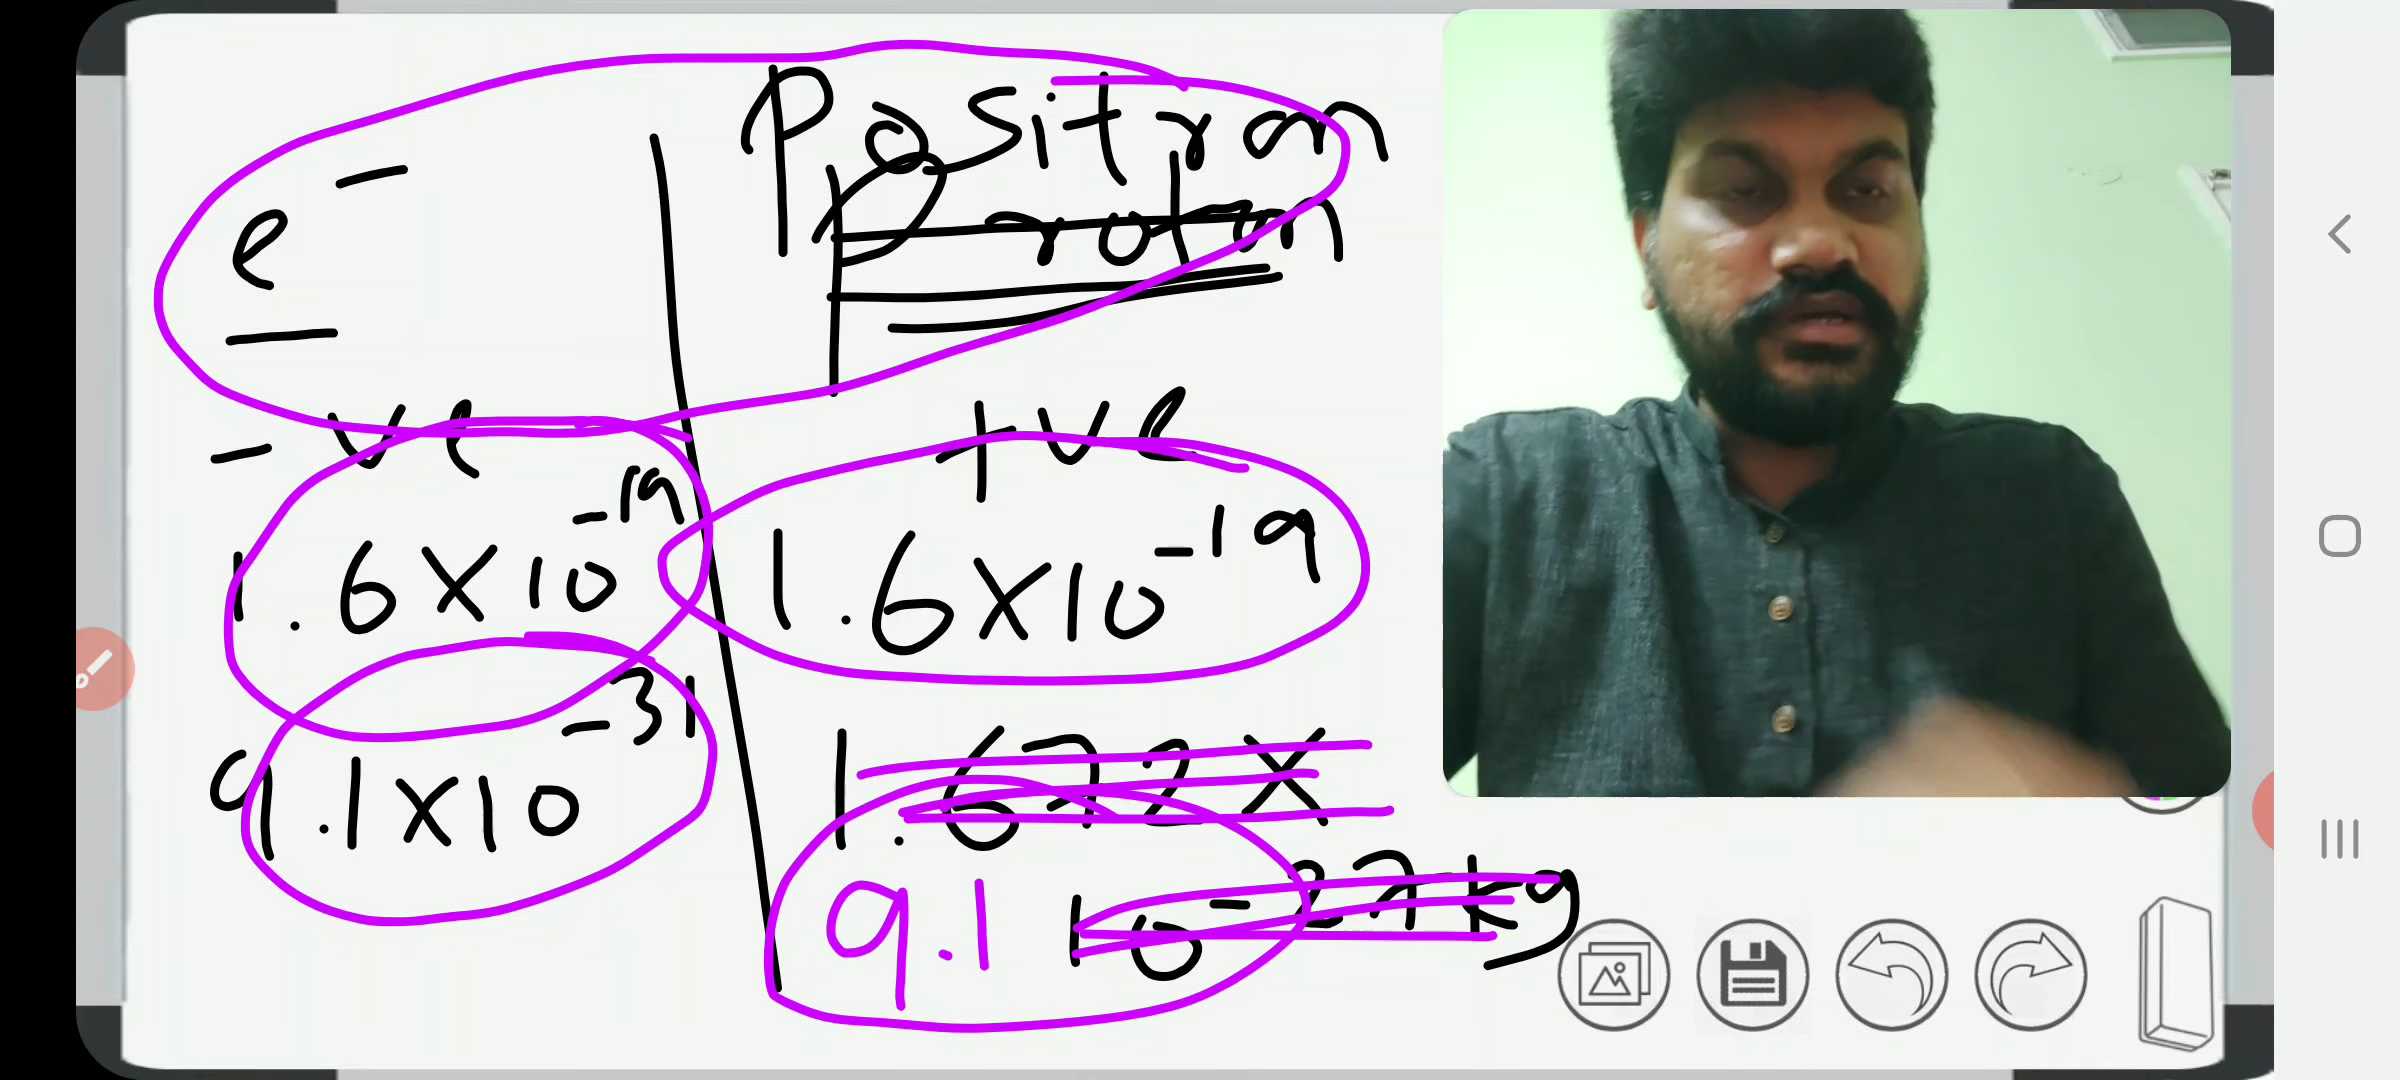 e⁻ Positron
Proton
-ve +ve
1.6X10⁻¹⁹ 1.6X10⁻¹⁹
9.1X10⁻³¹ 1.672X
9.1 10⁻²⁷kg